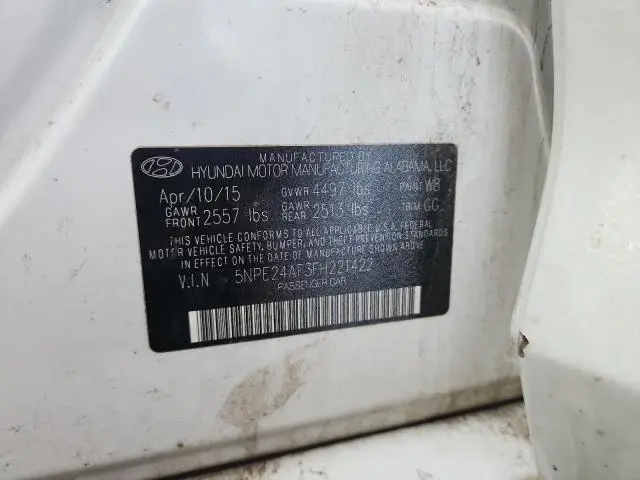 MANUFACTURED BY
HYUNDAI MOTOR MANUFACTURING ALABAMA, LLC
Apr/10/15 GVWR 4497 lbs PAINT W8
GAWR FRONT 2557 lbs GAWR REAR 2513 lbs TRIM GG
THIS VEHICLE CONFORMS TO ALL APPLICABLE U.S.A. FEDERAL
MOTOR VEHICLE SAFETY, BUMPER, AND THEFT PREVENTION STANDARDS
IN EFFECT ON THE DATE OF MANUFACTURE SHOWN ABOVE.
V.I.N 5NPE24AF3FH221422
PASSENGER CAR